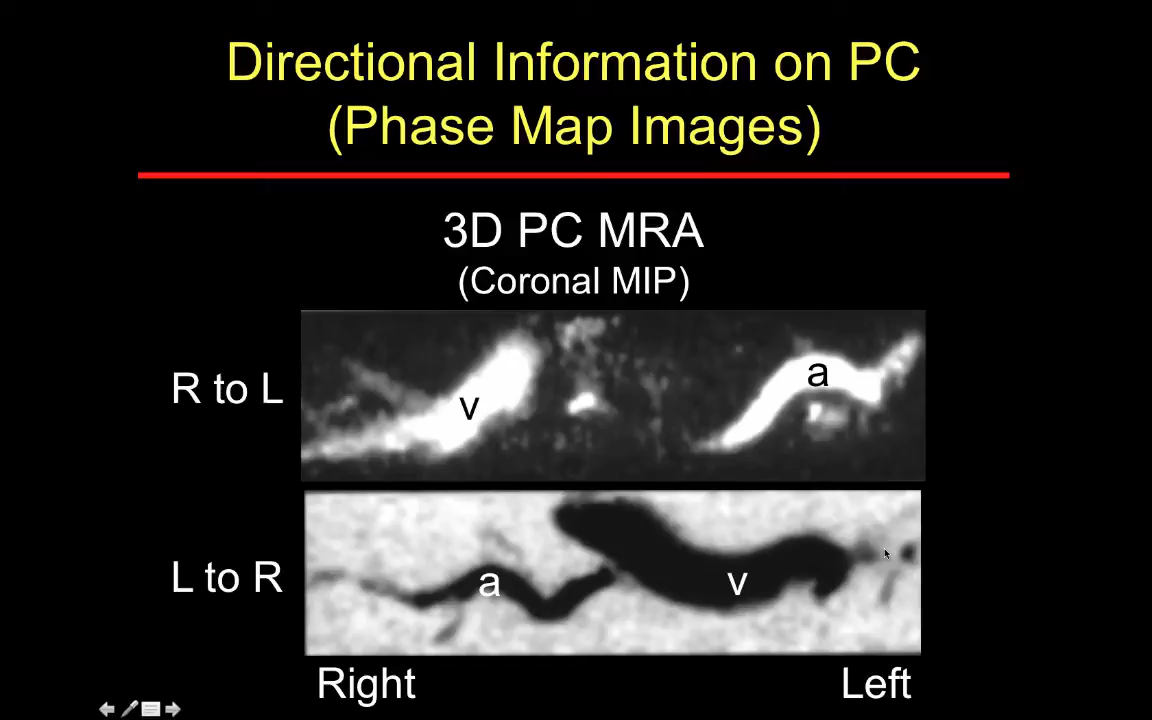 Directional Information on PC
(Phase Map Images)
3D PC MRA
(Coronal MIP)
R to L
v
a
L to R
a
v
Right
Left